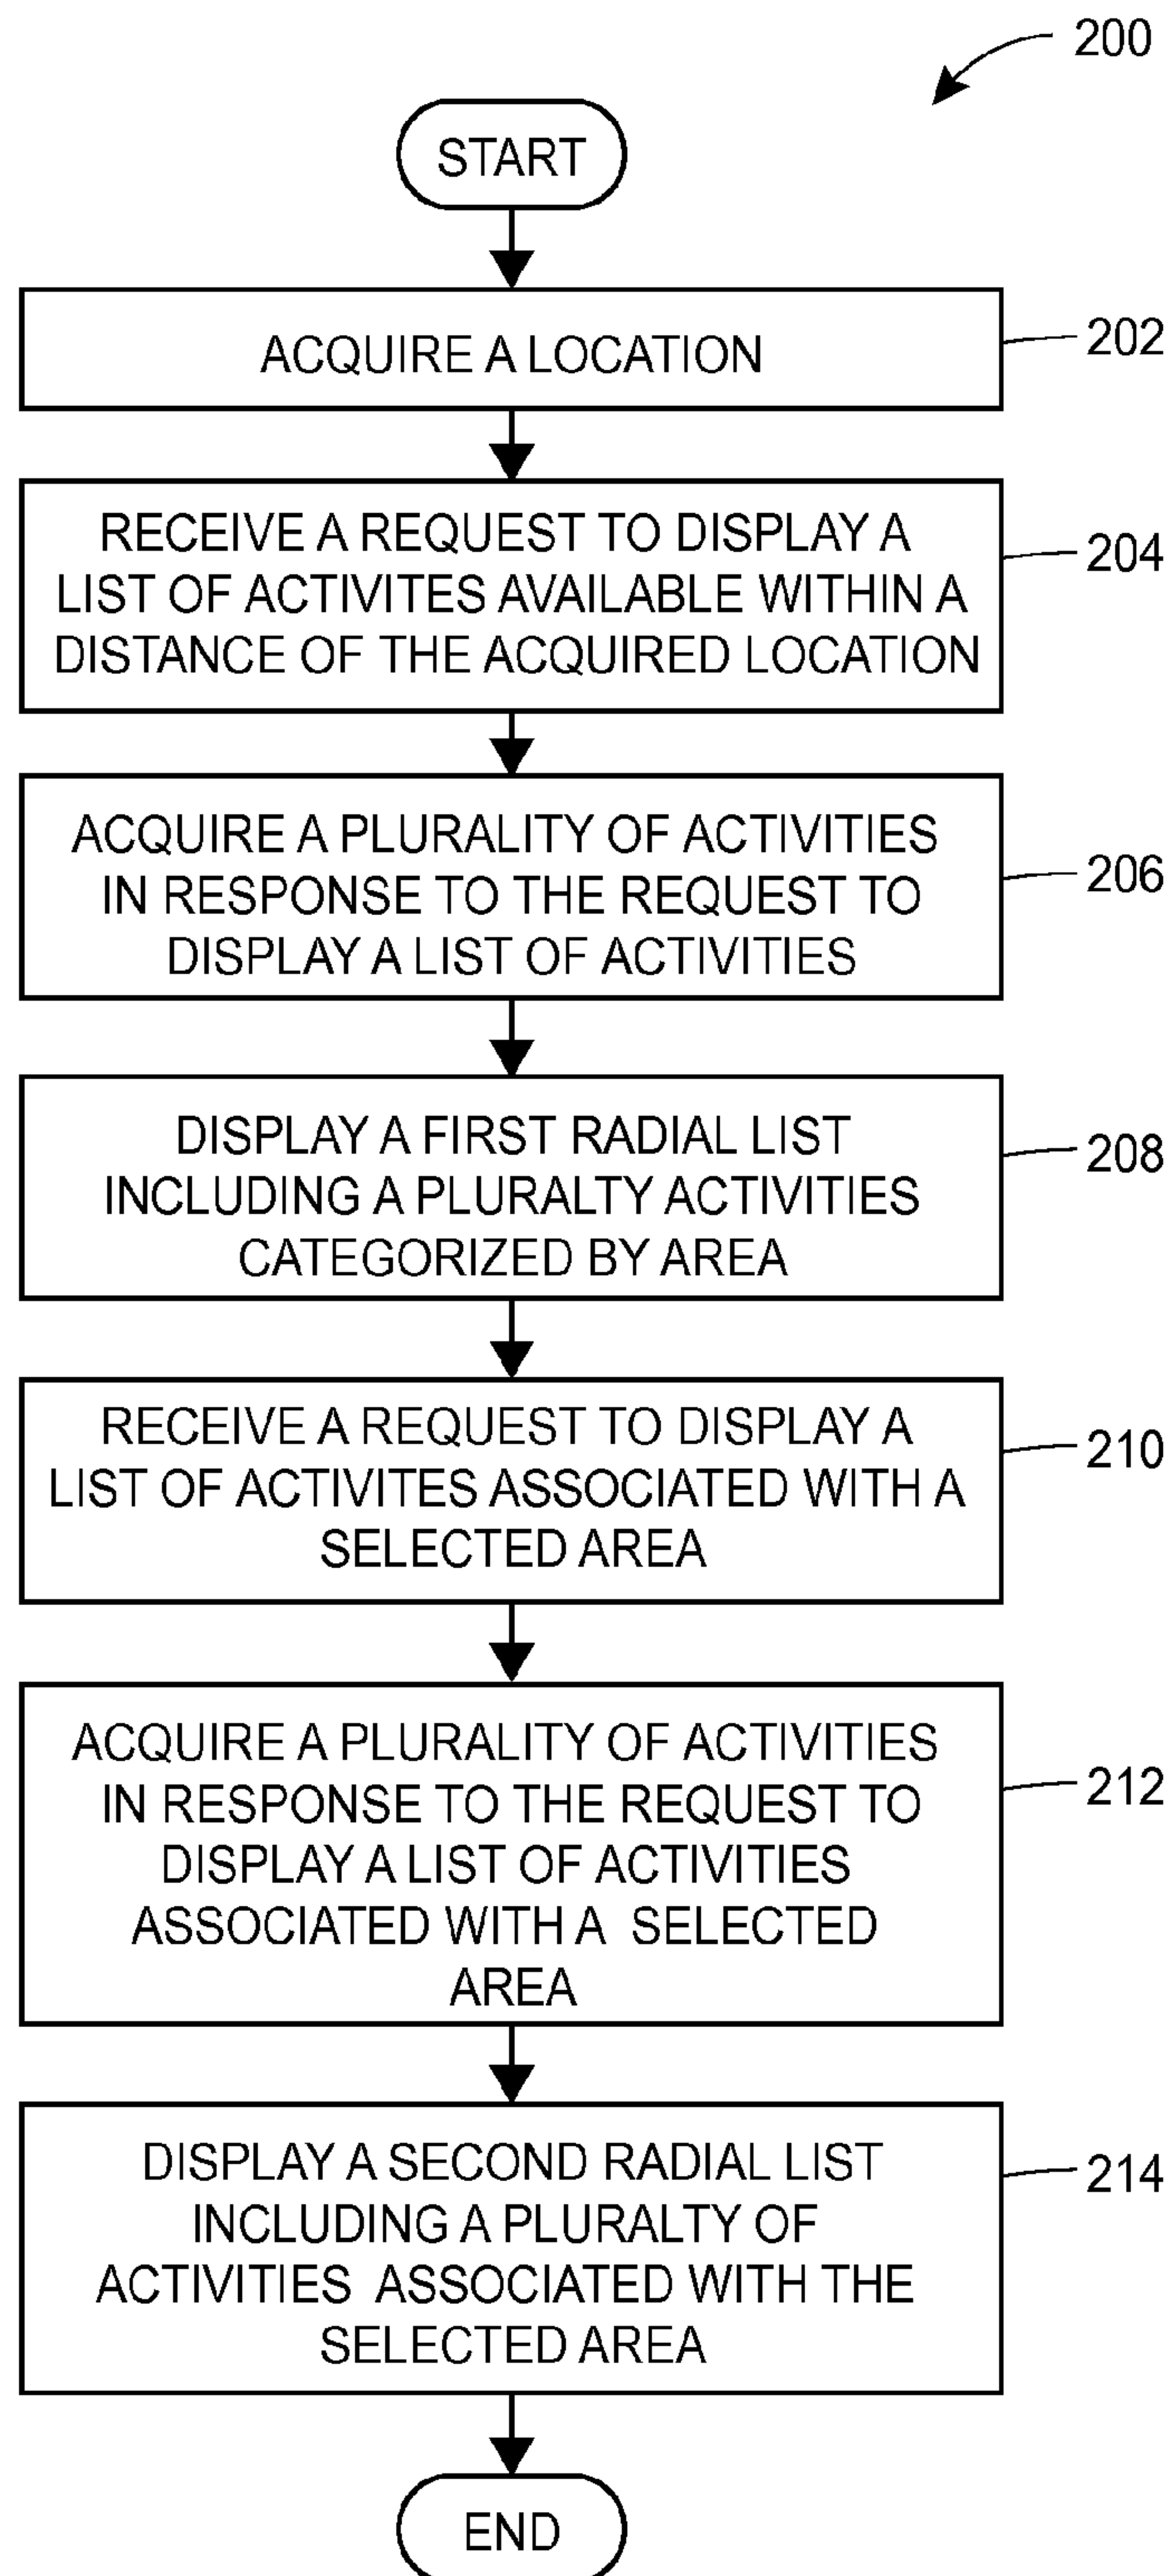 200
START
ACQUIRE A LOCATION
202
RECEIVE A REQUEST TO DISPLAY A
LIST OF ACTIVITES AVAILABLE WITHIN A
DISTANCE OF THE ACQUIRED LOCATION
204
ACQUIRE A PLURALITY OF ACTIVITIES
IN RESPONSE TO THE REQUEST TO
DISPLAY A LIST OF ACTIVITIES
206
DISPLAY A FIRST RADIAL LIST
INCLUDING A PLURALTY ACTIVITIES
CATEGORIZED BY AREA
208
RECEIVE A REQUEST TO DISPLAY A
LIST OF ACTIVITES ASSOCIATED WITH A
SELECTED AREA
210
ACQUIRE A PLURALITY OF ACTIVITIES
IN RESPONSE TO THE REQUEST TO
DISPLAY A LIST OF ACTIVITIES
ASSOCIATED WITH A SELECTED
AREA
212
DISPLAY A SECOND RADIAL LIST
INCLUDING A PLURALTY OF
ACTIVITIES ASSOCIATED WITH THE
SELECTED AREA
214
END